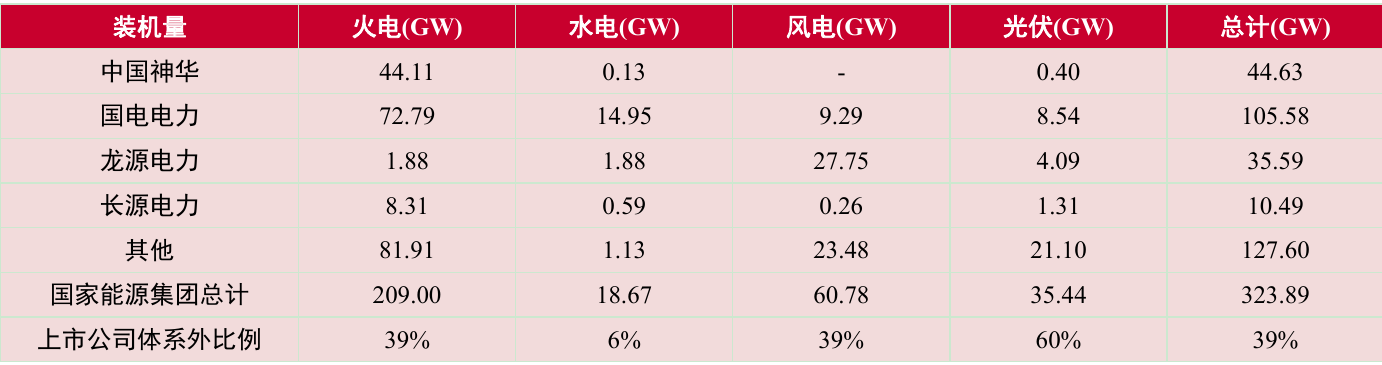 装机量 火电(GW) 水电(GW) 风电(GW) 光伏(GW) 总计(GW)
中国神华 44.11 0.13 - 0.40 44.63
国电电力 72.79 14.95 9.29 8.54 105.58
龙源电力 1.88 1.88 27.75 4.09 35.59
长源电力 8.31 0.59 0.26 1.31 10.49
其他 81.91 1.13 23.48 21.10 127.60
国家能源集团总计 209.00 18.67 60.78 35.44 323.89
上市公司体系外比例 39% 6% 39% 60% 39%